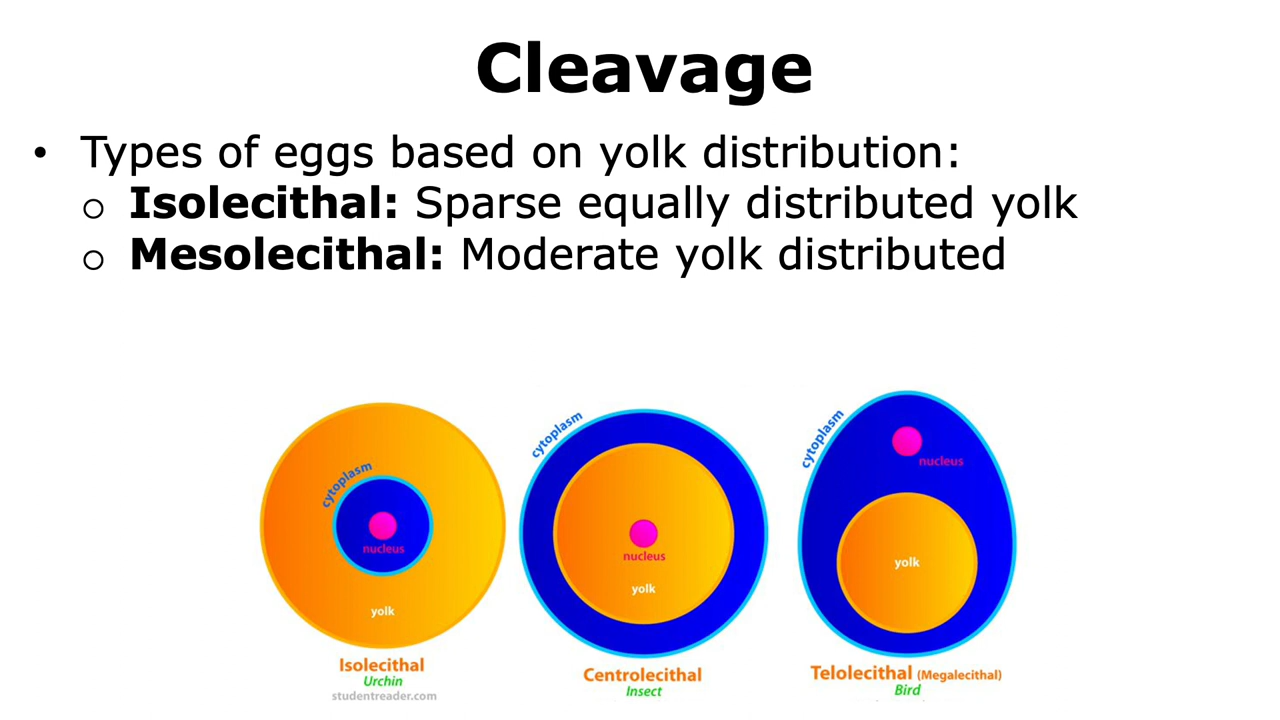 Cleavage
• Types of eggs based on yolk distribution:
o Isolecithal: Sparse equally distributed yolk
o Mesolecithal: Moderate yolk distributed
cytoplasm
nucleus
yolk
Isolecithal
Urchin
studentreader.com
cytoplasm
nucleus
yolk
Centrolecithal
Insect
cytoplasm
nucleus
yolk
Telolecithal (Megalecithal)
Bird